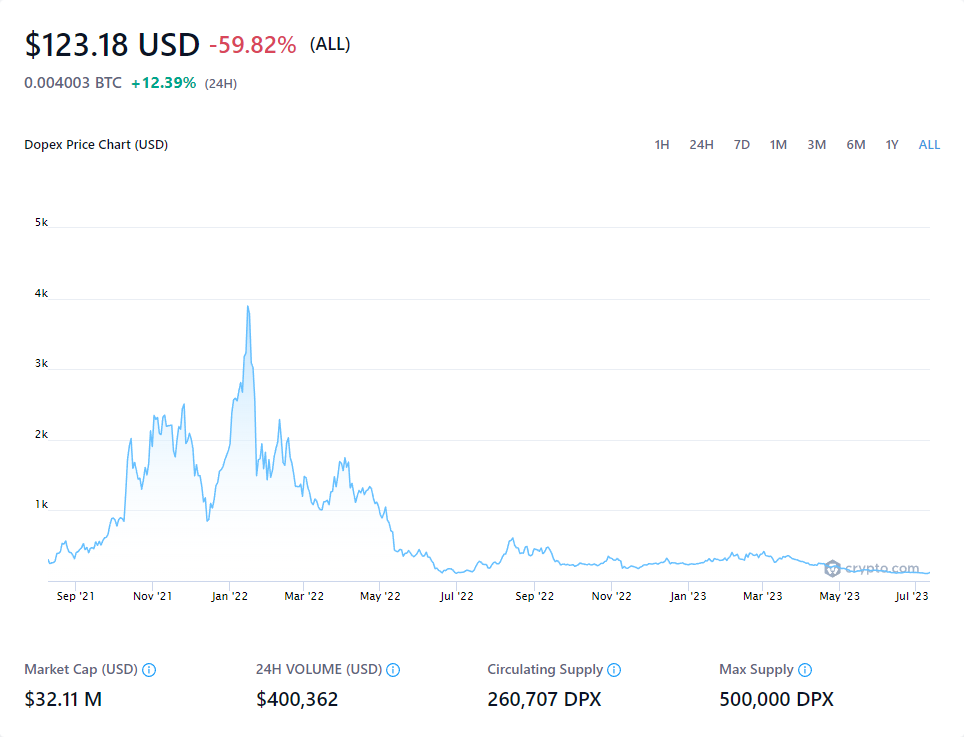 $123.18 USD -59.82% (ALL)
0.004003 BTC +12.39% (24H)
Dopex Price Chart (USD) 1H 24H 7D 1M 3M 6M 1Y ALL
5k
4k
3k
2k
1k
crypto.com
Sep '21 Nov '21 Jan '22 Mar '22 May '22 Jul '22 Sep '22 Nov '22 Jan '23 Mar '23 May '23 Jul '23
Market Cap (USD) 24H VOLUME (USD) Circulating Supply Max Supply
$32.11 M $400,362 260,707 DPX 500,000 DPX